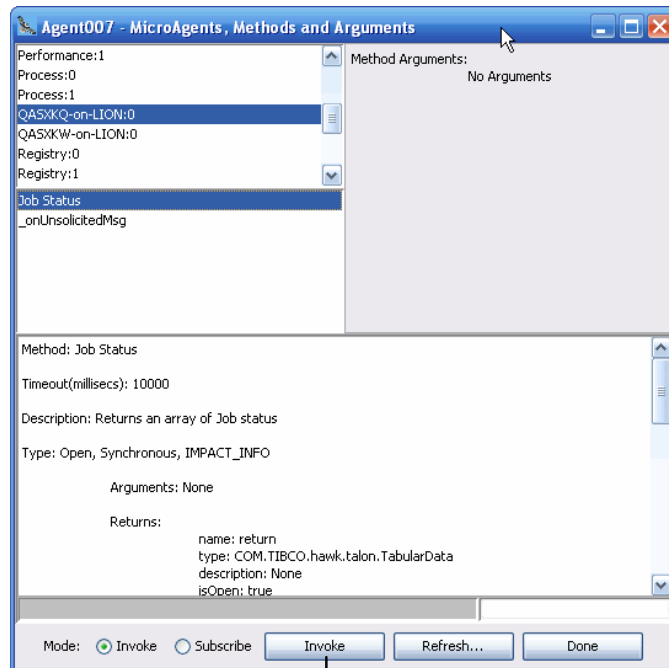 Agent007 - MicroAgents, Methods and Arguments
Performance:1
Process:0
Process:1
QASXKQ-on-LION:0
QASXKW-on-LION:0
Registry:0
Registry:1
Method Arguments:
No Arguments
Job Status
_onUnsolicitedMsg
Method: Job Status
Timeout(millisecs): 10000
Description: Returns an array of Job status
Type: Open, Synchronous, IMPACT_INFO
Arguments: None
Returns:
name: return
type: COM.TIBCO.hawk.talon.TabularData
description: None
isOpen: true
Mode: Invoke Subscribe Invoke Refresh... Done